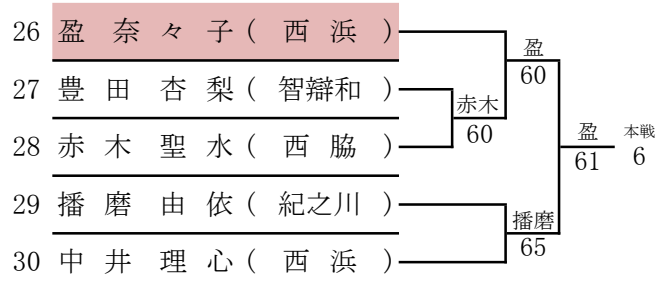 26 盈 奈 々 子 ( 西 浜 )
盈
60
27 豊 田 杏 梨 ( 智辯和 )
赤木
60
28 赤 木 聖 水 ( 西 脇 )
盈
61
本戦
6
29 播 磨 由 依 ( 紀之川 )
播磨
65
30 中 井 理 心 ( 西 浜 )